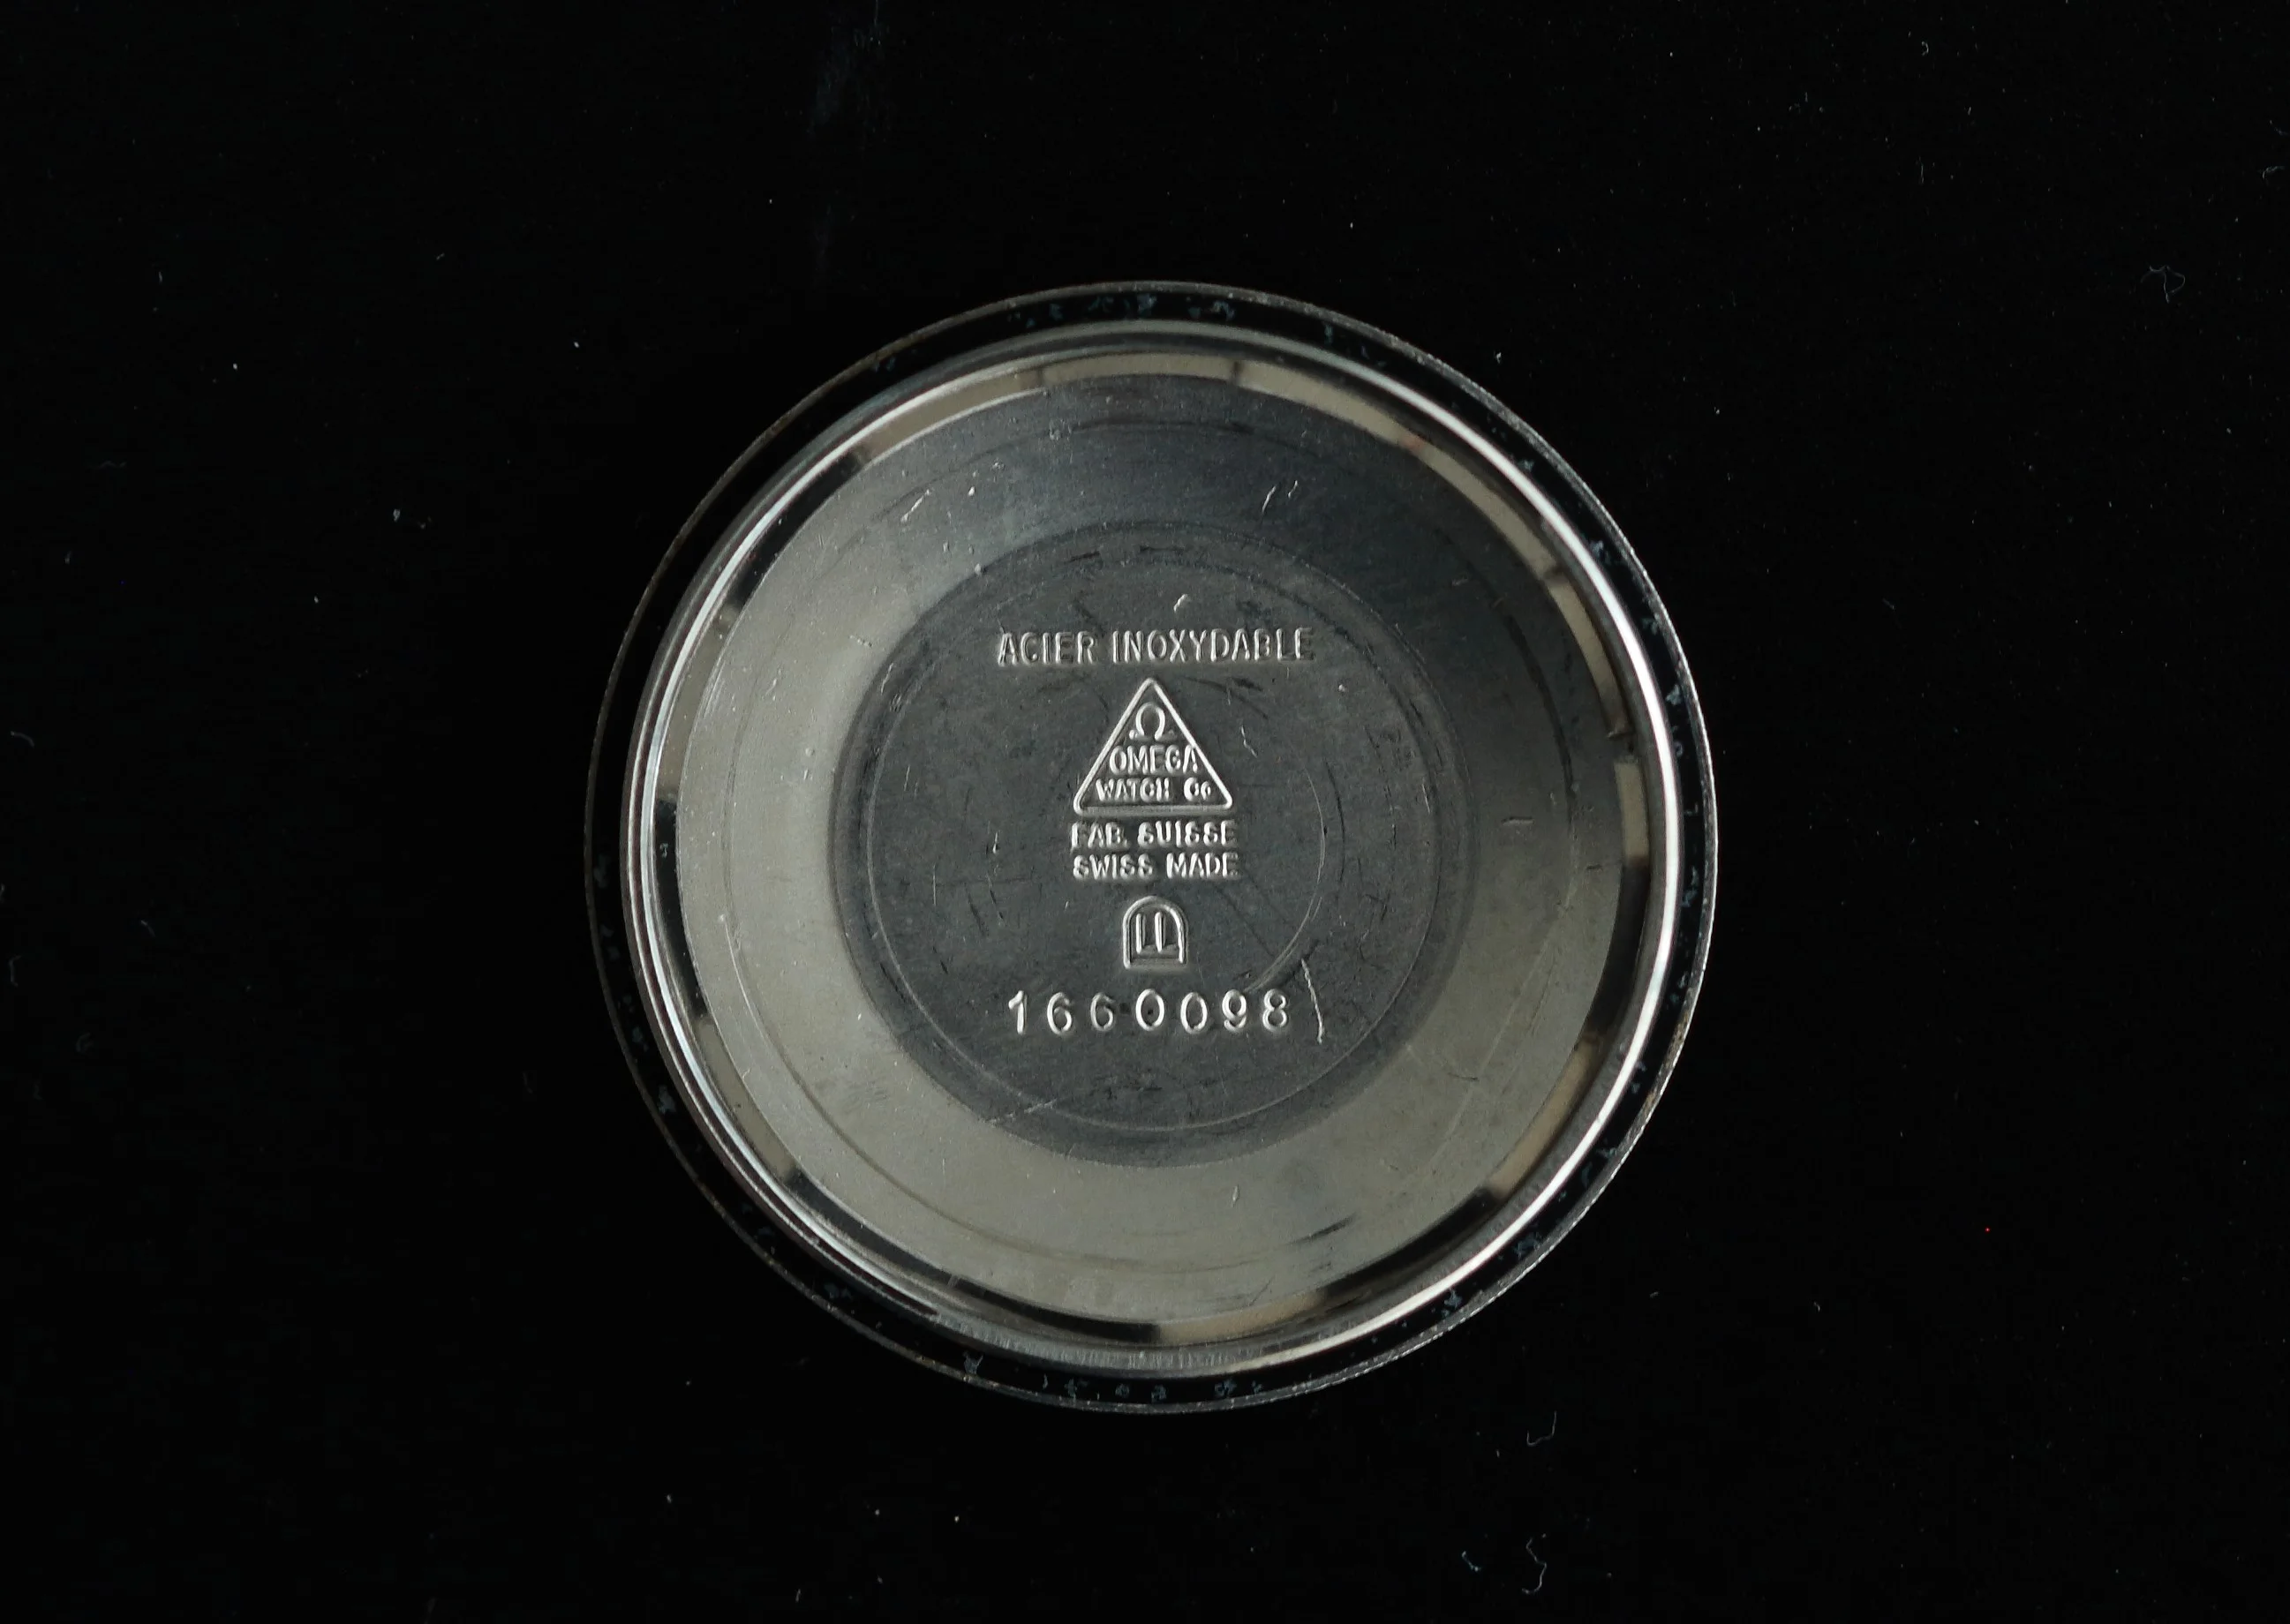 ACIER INOXYDABLE
Ω
OMEGA
WATCH Co
FAB. SUISSE
SWISS MADE
1660098